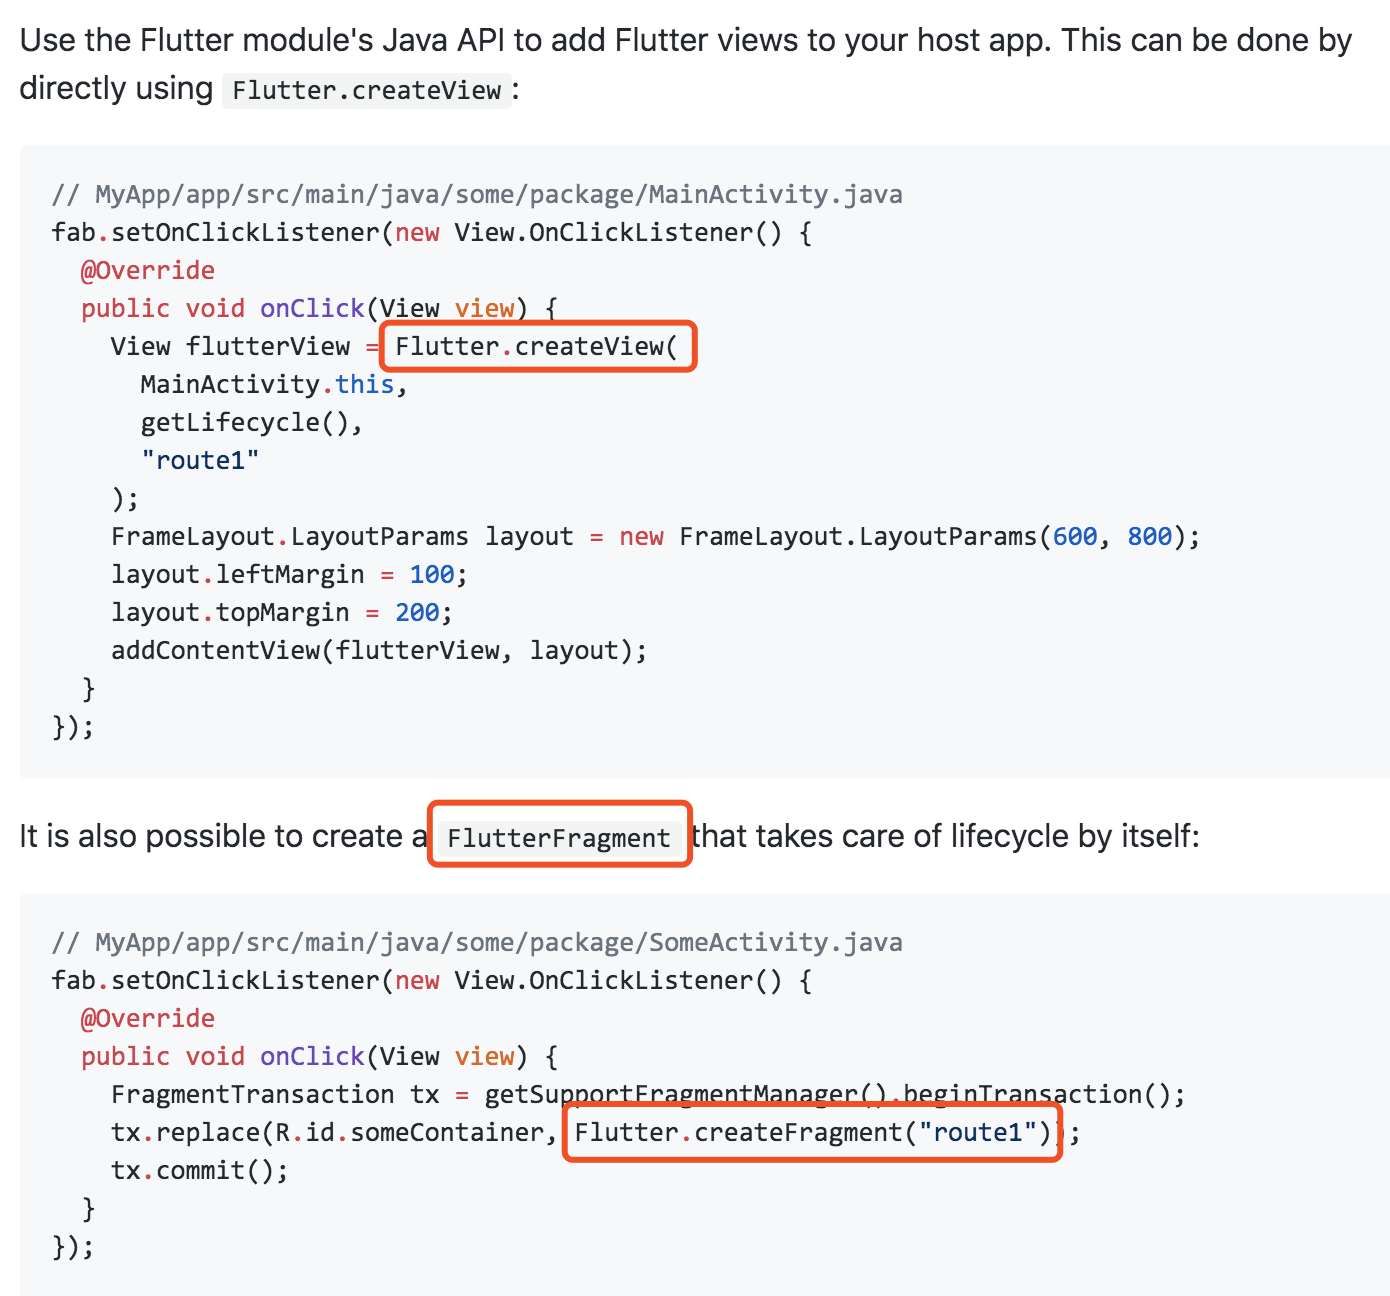 Use the Flutter module's Java API to add Flutter views to your host app. This can be done by
directly using Flutter.createView:
// MyApp/app/src/main/java/some/package/MainActivity.java
fab.setOnClickListener(new View.OnClickListener() {
  @Override
  public void onClick(View view) {
    View flutterView = Flutter.createView(
      MainActivity.this,
      getLifecycle(),
      "route1"
    );
    FrameLayout.LayoutParams layout = new FrameLayout.LayoutParams(600, 800);
    layout.leftMargin = 100;
    layout.topMargin = 200;
    addContentView(flutterView, layout);
  }
});
It is also possible to create a FlutterFragment that takes care of lifecycle by itself:
// MyApp/app/src/main/java/some/package/SomeActivity.java
fab.setOnClickListener(new View.OnClickListener() {
  @Override
  public void onClick(View view) {
    FragmentTransaction tx = getSupportFragmentManager().beginTransaction();
    tx.replace(R.id.someContainer, Flutter.createFragment("route1"));
    tx.commit();
  }
});